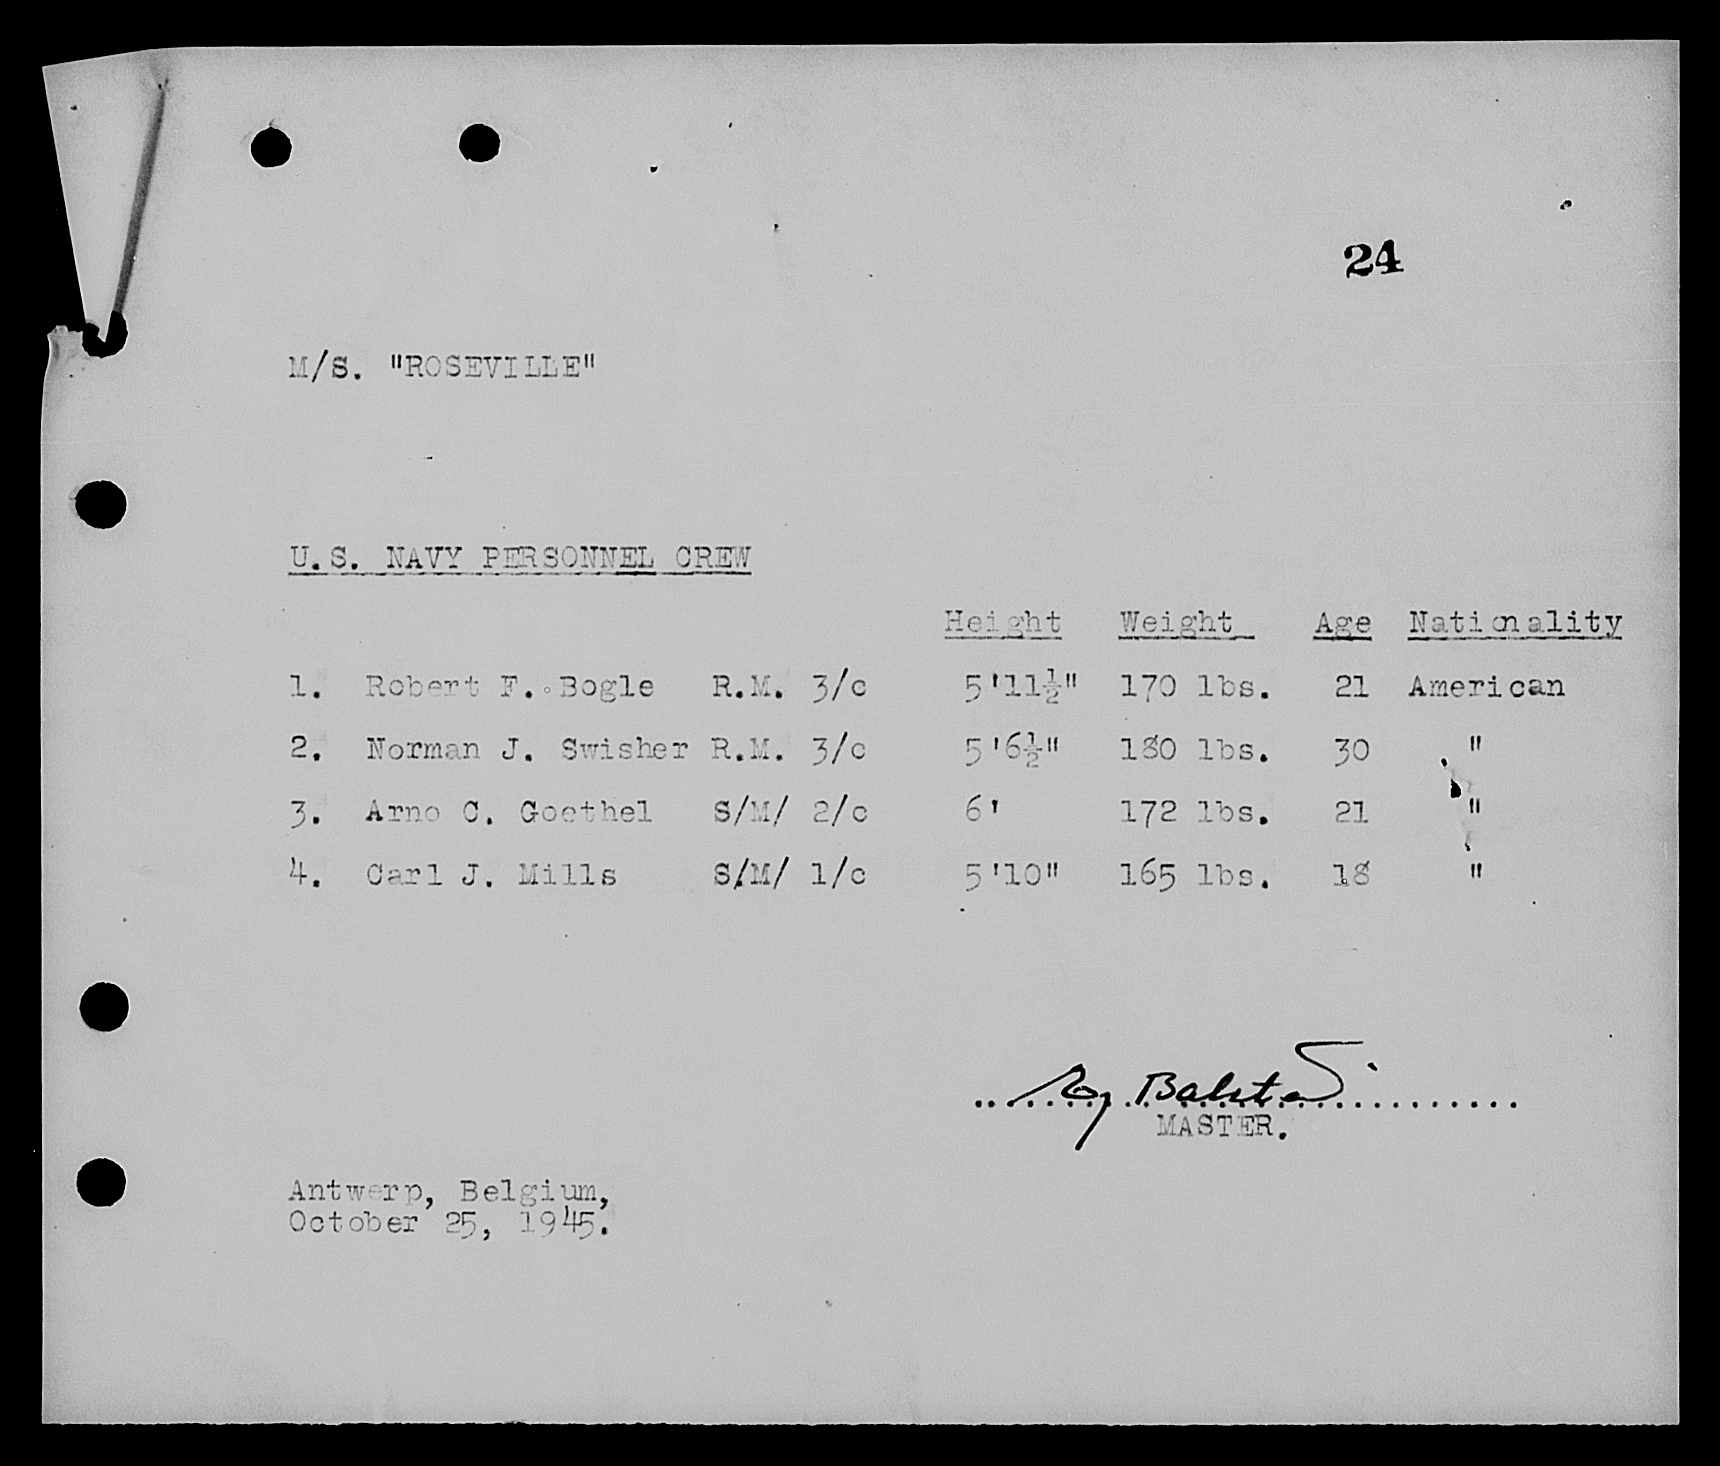 24
M/S. "ROSEVILLE"
U.S. NAVY PERSONNEL CREW
Height Weight Age Nationality
1. Robert F. Bogle R.M. 3/c 5'11½" 170 lbs. 21 American
2. Norman J. Swisher R.M. 3/c 5'6½" 180 lbs. 30 "
3. Arno C. Goethel S/M/ 2/c 6' 172 lbs. 21 "
4. Carl J. Mills S/M/ 1/c 5'10" 165 lbs. 18 "
MASTER.
Antwerp, Belgium,
October 25, 1945.